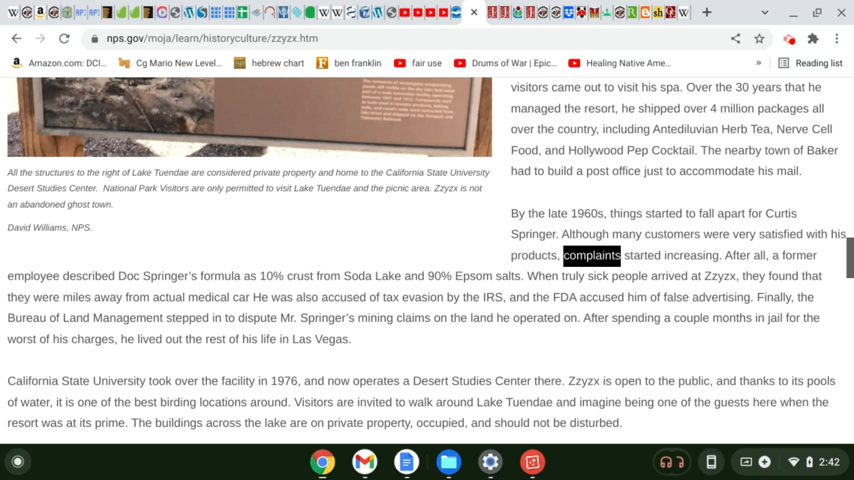 nps.gov/moja/learn/historyculture/zzyzx.htm
Amazon.com: DCI... Cg Mario New Level... hebrew chart ben franklin fair use Drums of War | Epic... Healing Native Ame... » Reading list
visitors came out to visit his spa. Over the 30 years that he
managed the resort, he shipped over 4 million packages all
over the country, including Antediluvian Herb Tea, Nerve Cell
Food, and Hollywood Pep Cocktail. The nearby town of Baker
had to build a post office just to accommodate his mail.
All the structures to the right of Lake Tuendae are considered private property and home to the California State University
Desert Studies Center. National Park Visitors are only permitted to visit Lake Tuendae and the picnic area. Zzyzx is not
an abandoned ghost town.
David Williams, NPS.
By the late 1960s, things started to fall apart for Curtis
Springer. Although many customers were very satisfied with his
products, complaints started increasing. After all, a former
employee described Doc Springer's formula as 10% crust from Soda Lake and 90% Epsom salts. When truly sick people arrived at Zzyzx, they found that
they were miles away from actual medical car He was also accused of tax evasion by the IRS, and the FDA accused him of false advertising. Finally, the
Bureau of Land Management stepped in to dispute Mr. Springer's mining claims on the land he operated on. After spending a couple months in jail for the
worst of his charges, he lived out the rest of his life in Las Vegas.
California State University took over the facility in 1976, and now operates a Desert Studies Center there. Zzyzx is open to the public, and thanks to its pools
of water, it is one of the best birding locations around. Visitors are invited to walk around Lake Tuendae and imagine being one of the guests here when the
resort was at its prime. The buildings across the lake are on private property, occupied, and should not be disturbed.
2:42